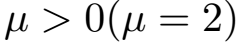 μ > 0(μ = 2)